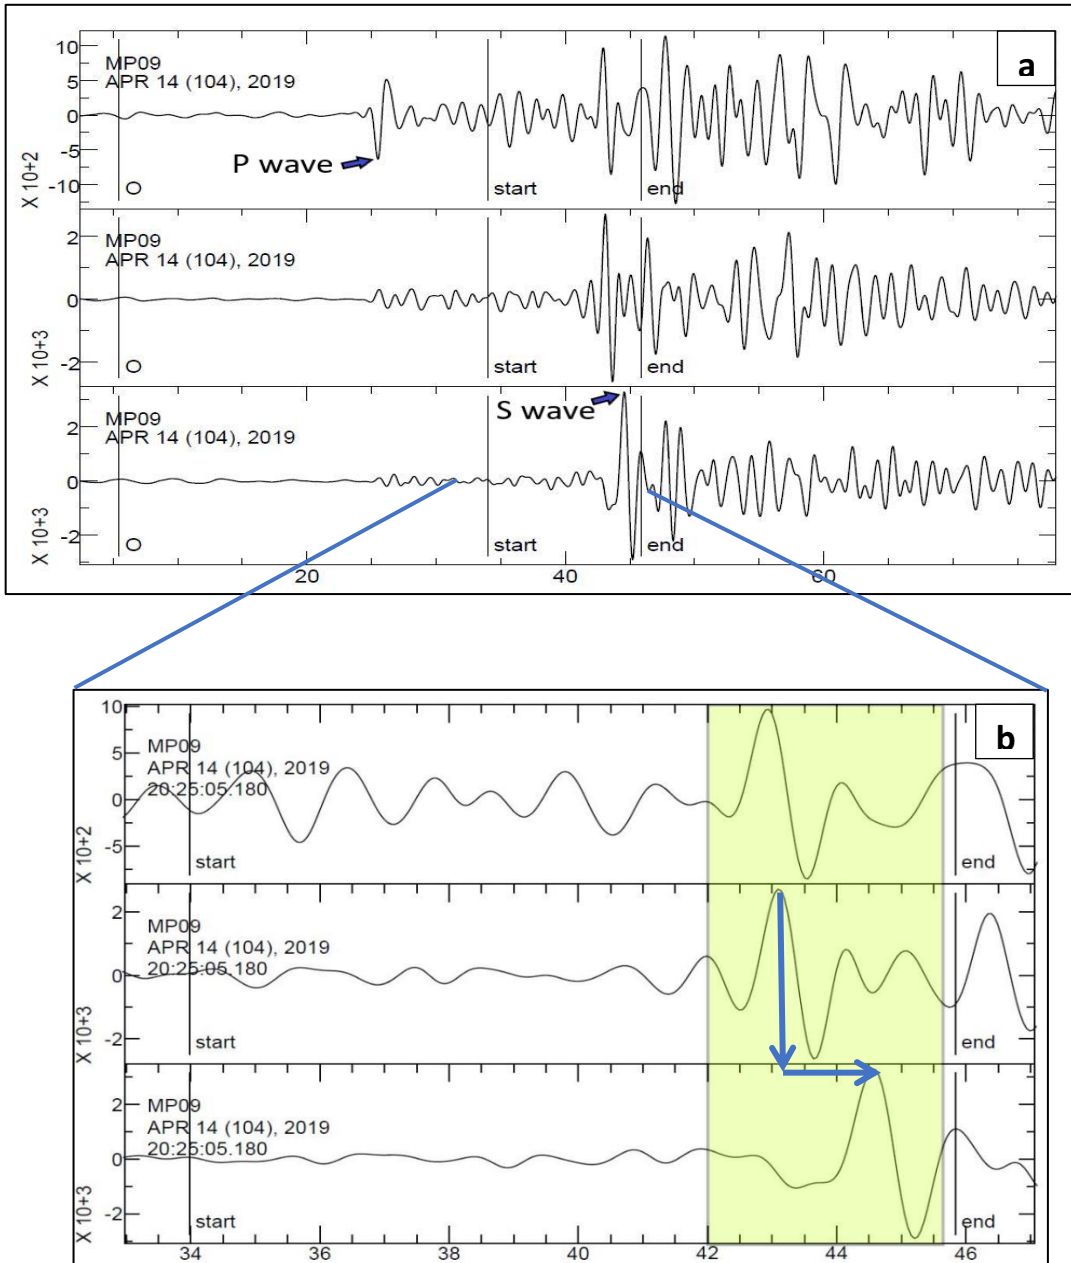 a
10
5
0
-5
-10
X 10+2
MP09
APR 14 (104), 2019
P wave
O
start
end
2
0
-2
X 10+3
MP09
APR 14 (104), 2019
O
start
end
S wave
2
0
-2
X 10+3
MP09
APR 14 (104), 2019
O
start
end
20 40 60
b
10
5
0
-5
X 10+2
MP09
APR 14 (104), 2019
20:25:05.180
start
end
2
0
-2
X 10+3
MP09
APR 14 (104), 2019
20:25:05.180
start
end
2
0
-2
X 10+3
MP09
APR 14 (104), 2019
20:25:05.180
start
end
34 36 38 40 42 44 46